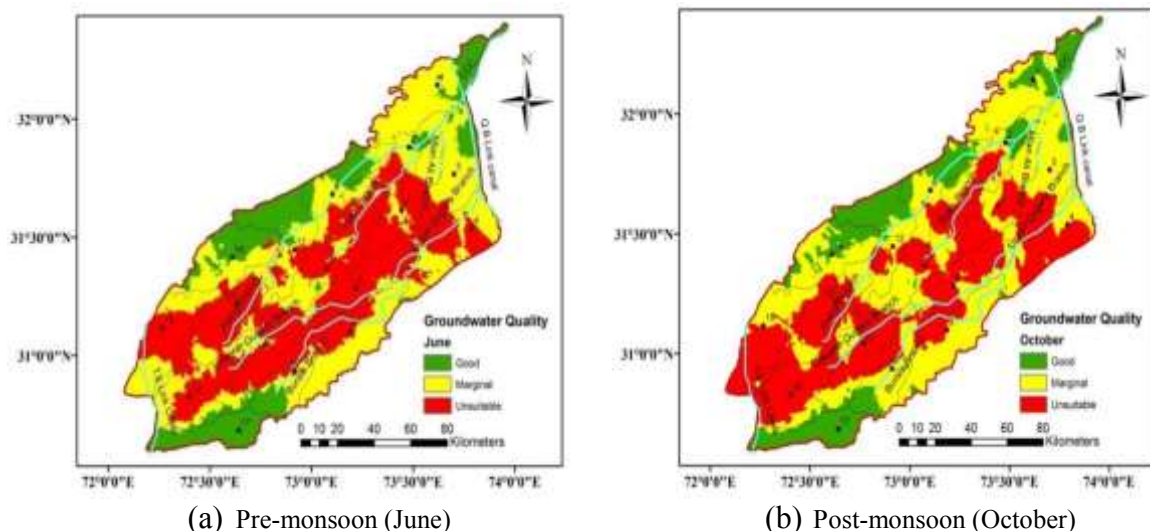 N
32°0'0"N
31°30'0"N
31°0'0"N
Q B Link canal
Groundwater Quality
June
Good
Marginal
Unsuitable
0 10 20 40 60 80
Kilometers
72°0'0"E 72°30'0"E 73°0'0"E 73°30'0"E 74°0'0"E
(a) Pre-monsoon (June)
N
32°0'0"N
31°30'0"N
31°0'0"N
Q B Link canal
Groundwater Quality
October
Good
Marginal
Unsuitable
0 10 20 40 60 80
Kilometers
72°0'0"E 72°30'0"E 73°0'0"E 73°30'0"E 74°0'0"E
(b) Post-monsoon (October)